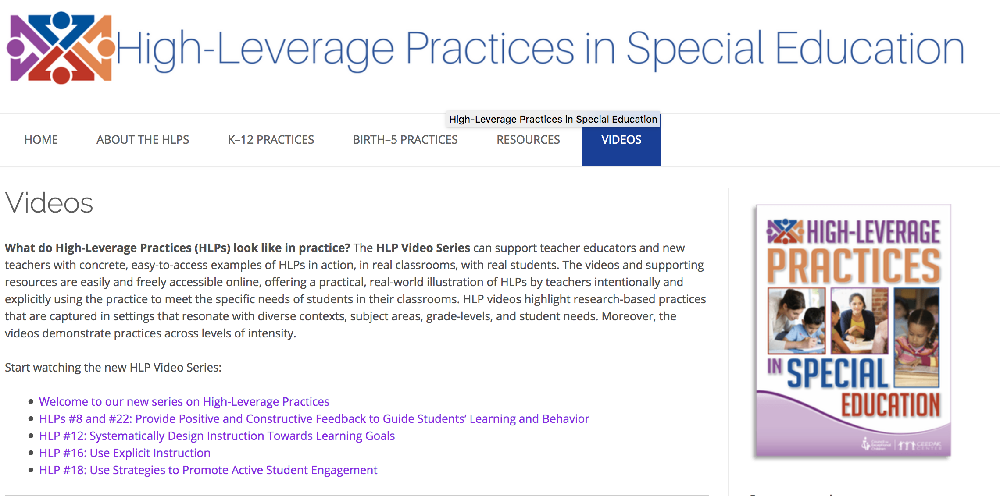 High-Leverage Practices in Special Education
High-Leverage Practices in Special Education
HOME
ABOUT THE HLPS
K–12 PRACTICES
BIRTH–5 PRACTICES
RESOURCES
VIDEOS
Videos
What do High-Leverage Practices (HLPs) look like in practice? The HLP Video Series can support teacher educators and new
teachers with concrete, easy-to-access examples of HLPs in action, in real classrooms, with real students. The videos and supporting
resources are easily and freely accessible online, offering a practical, real-world illustration of HLPs by teachers intentionally and
explicitly using the practice to meet the specific needs of students in their classrooms. HLP videos highlight research-based practices
that are captured in settings that resonate with diverse contexts, subject areas, grade-levels, and student needs. Moreover, the
videos demonstrate practices across levels of intensity.
Start watching the new HLP Video Series:
Welcome to our new series on High-Leverage Practices
HLPs #8 and #22: Provide Positive and Constructive Feedback to Guide Students’ Learning and Behavior
HLP #12: Systematically Design Instruction Towards Learning Goals
HLP #16: Use Explicit Instruction
HLP #18: Use Strategies to Promote Active Student Engagement
HIGH-LEVERAGE
PRACTICES
IN SPECIAL
EDUCATION
Council for
Exceptional
Children
CEEDAR
CENTER